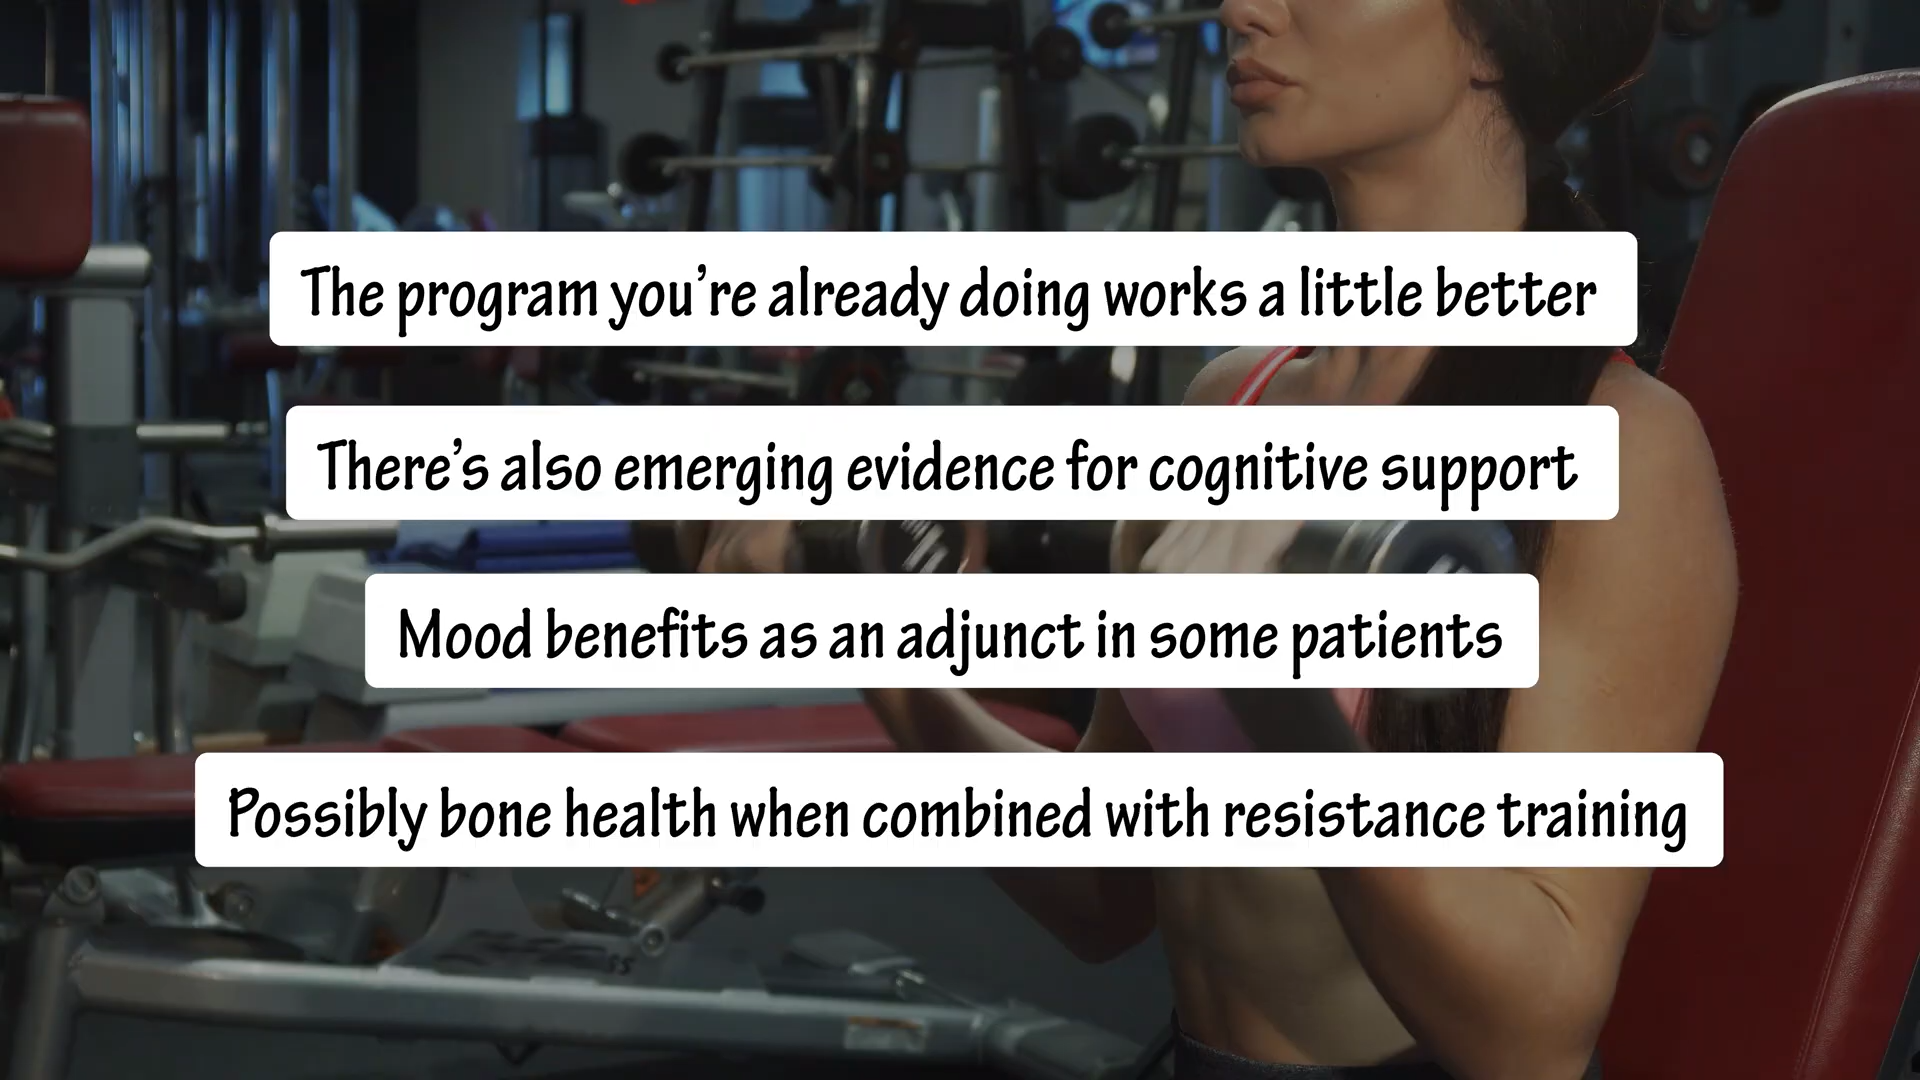 The program you’re already doing works a little better
There’s also emerging evidence for cognitive support
Mood benefits as an adjunct in some patients
Possibly bone health when combined with resistance training